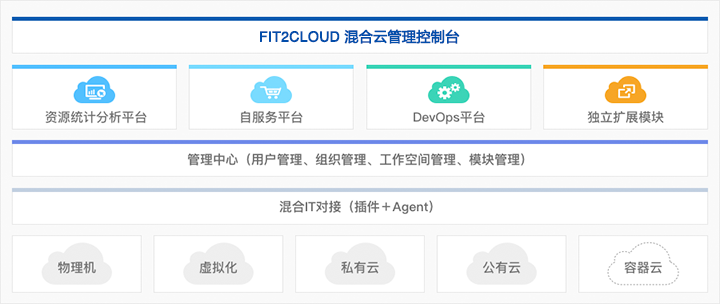 FIT2CLOUD 混合云管理控制台
资源统计分析平台
自服务平台
DevOps平台
独立扩展模块
管理中心（用户管理、组织管理、工作空间管理、模块管理）
混合IT对接（插件＋Agent）
物理机
虚拟化
私有云
公有云
容器云